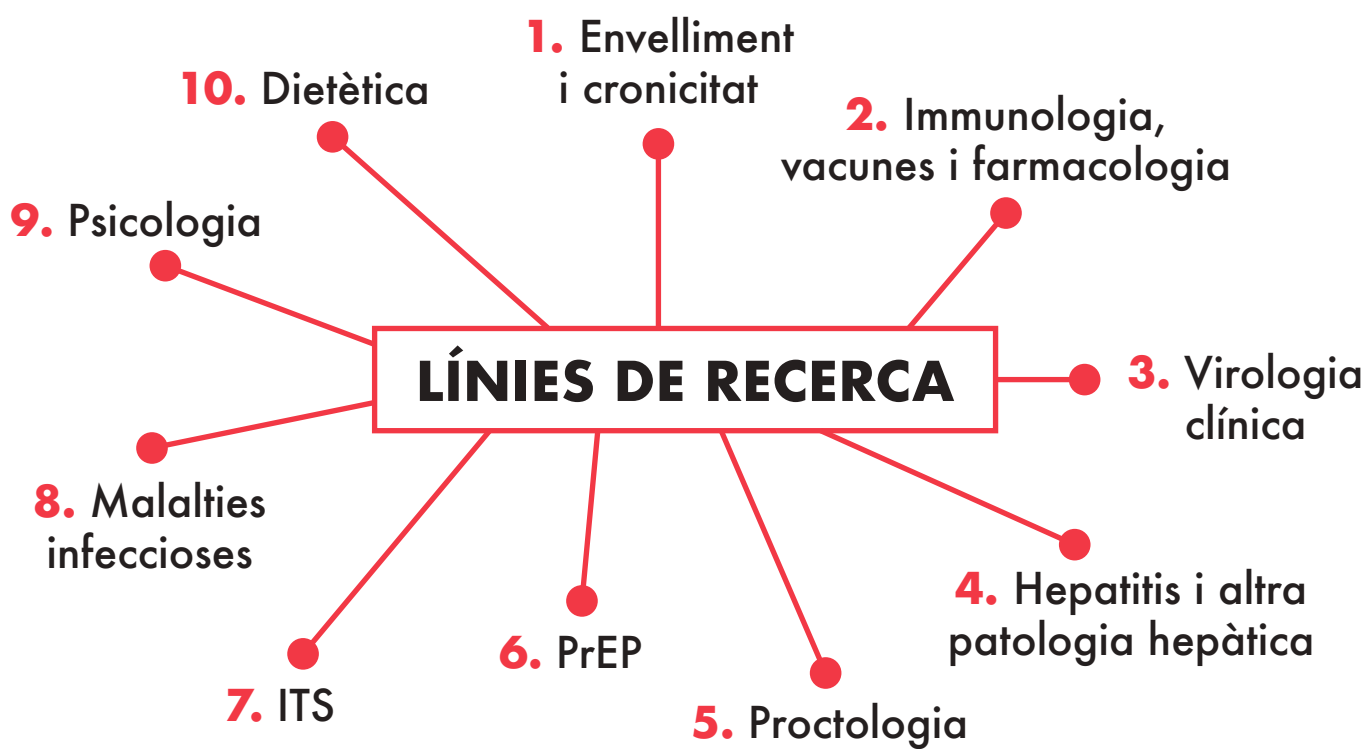 LÍNIES DE RECERCA
1. Envelliment
i cronicitat
2. Immunologia,
vacunes i farmacologia
3. Virologia
clínica
4. Hepatitis i altra
patologia hepàtica
5. Proctologia
6. PrEP
7. ITS
8. Malalties
infeccioses
9. Psicologia
10. Dietètica